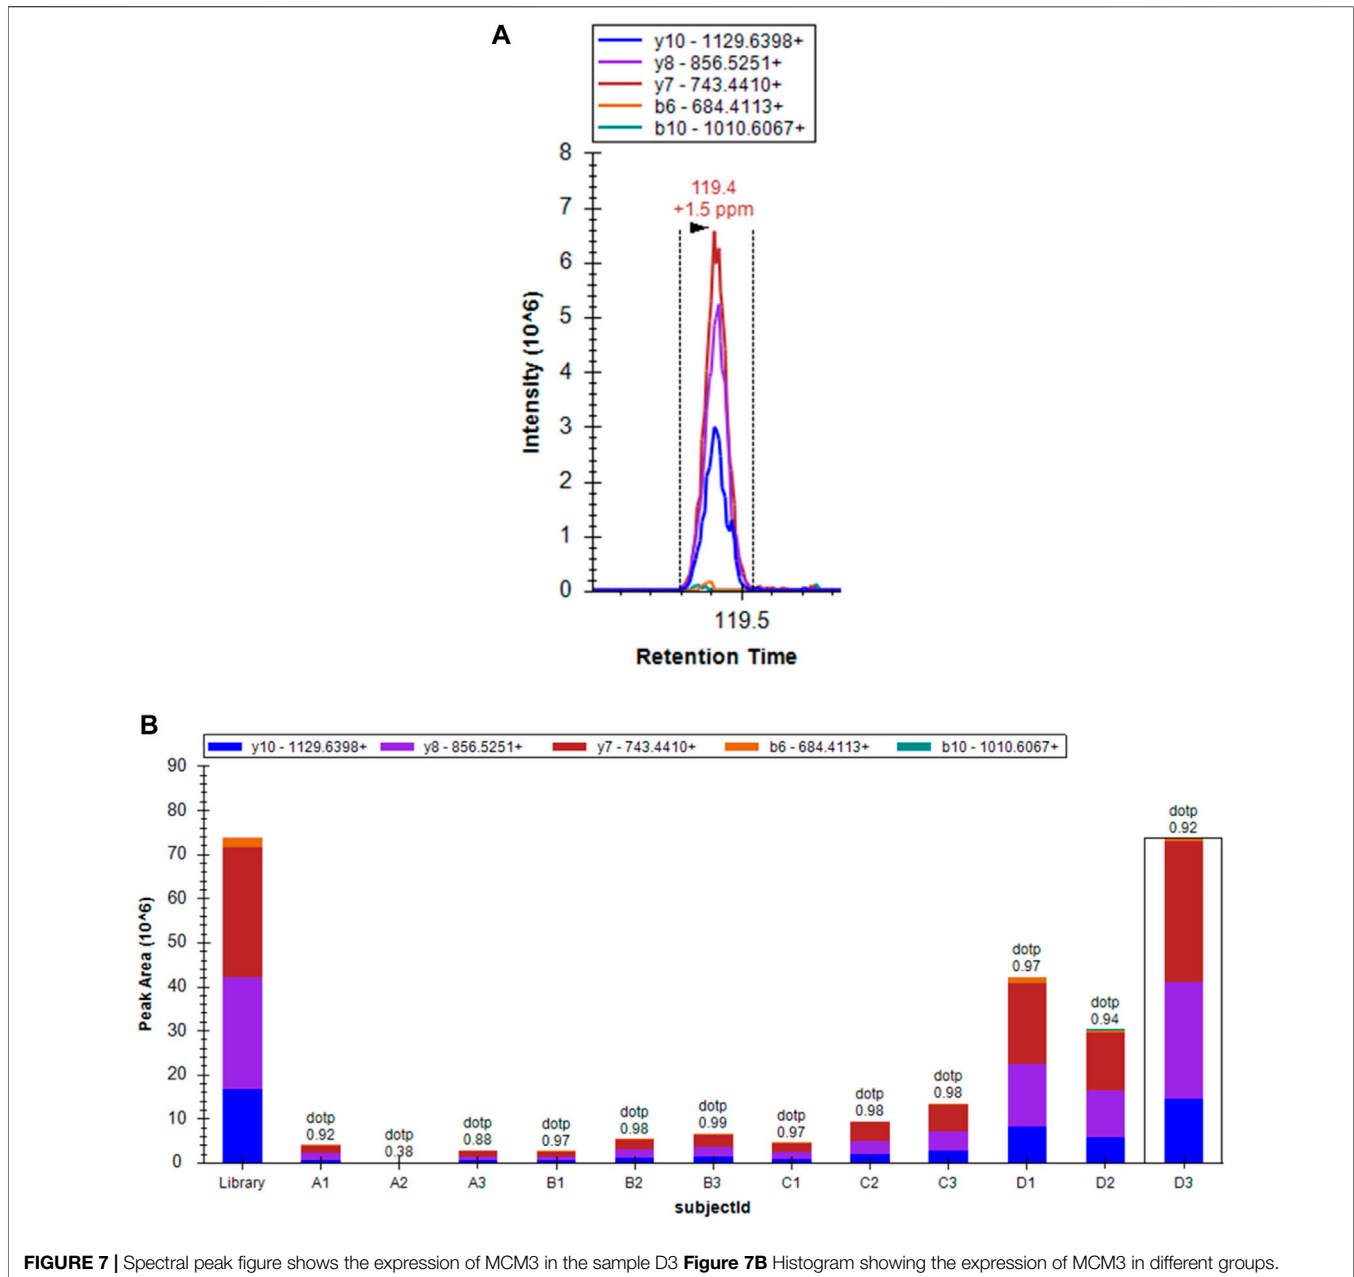 A
y10 - 1129.6398+
y8 - 856.5251+
y7 - 743.4410+
b6 - 684.4113+
b10 - 1010.6067+
8
7
6
5
4
3
2
1
0
Intensity (10^6)
119.4
+1.5 ppm
119.5
Retention Time
B
y10 - 1129.6398+ y8 - 856.5251+ y7 - 743.4410+ b6 - 684.4113+ b10 - 1010.6067+
90
80
70
60
50
40
30
20
10
0
Peak Area (10^6)
dotp
0.92
dotp
0.38
dotp
0.88
dotp
0.97
dotp
0.98
dotp
0.99
dotp
0.97
dotp
0.98
dotp
0.98
dotp
0.97
dotp
0.94
dotp
0.92
Library A1 A2 A3 B1 B2 B3 C1 C2 C3 D1 D2 D3
subjectId
FIGURE 7 | Spectral peak figure shows the expression of MCM3 in the sample D3 Figure 7B Histogram showing the expression of MCM3 in different groups.